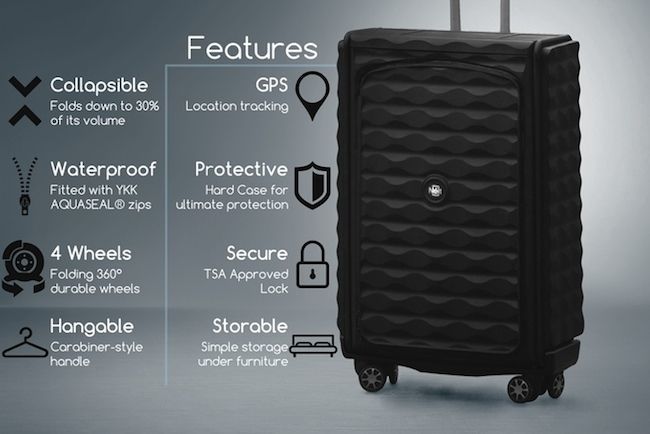 Features
Collapsible
Folds down to 30%
of its volume
Waterproof
Fitted with YKK
AQUASEAL® zips
4 Wheels
Folding 360°
durable wheels
Hangable
Carabiner-style
handle
GPS
Location tracking
Protective
Hard Case for
ultimate protection
Secure
TSA Approved
Lock
Storable
Simple storage
under furniture